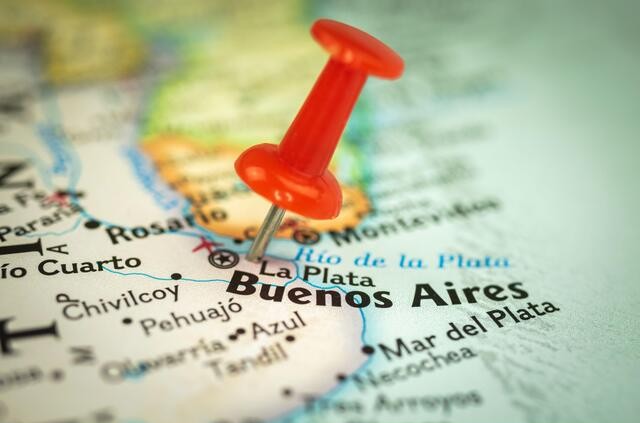 Paraná
Rosario
Montevideo
Río de la Plata
ío Cuarto
La Plata
Buenos Aires
Chivilcoy
Pehuajó
Azul
Mar del Plata
Olavarría
Tandil
Necochea
Tres Arroyos